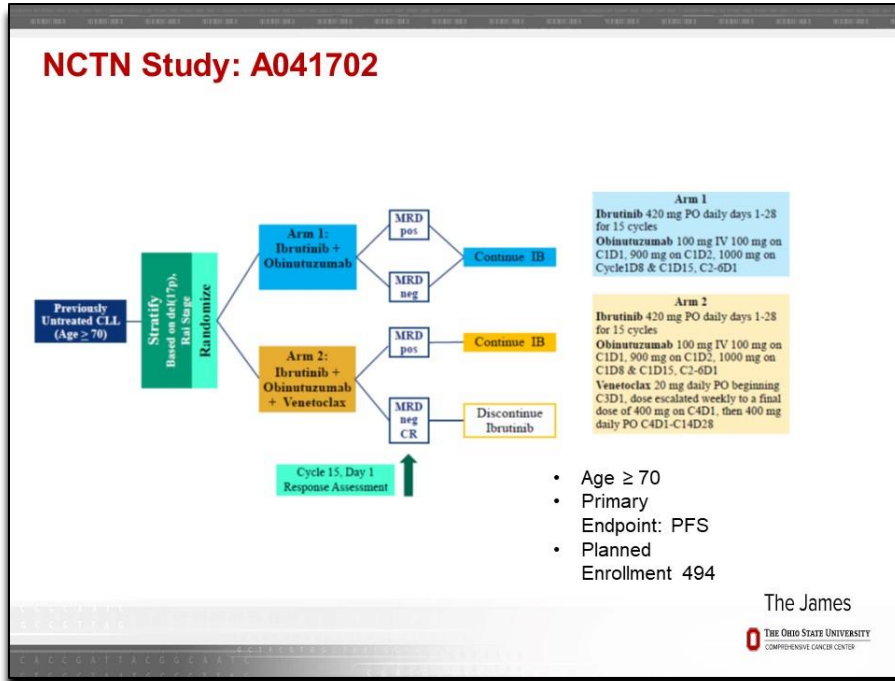 NCTN Study: A041702
Previously
Untreated CLL
(Age ≥ 70)
Stratify
Based on del(17p),
Rai Stage
Randomize
Arm 1:
Ibrutinib +
Obinutuzumab
MRD
pos
MRD
neg
Continue IB
Arm 2:
Ibrutinib +
Obinutuzumab
+ Venetoclax
MRD
pos
Continue IB
MRD
neg
CR
Discontinue
Ibrutinib
Cycle 15, Day 1
Response Assessment
Arm 1
Ibrutinib 420 mg PO daily days 1-28
for 15 cycles
Obinutuzumab 100 mg IV 100 mg on
C1D1, 900 mg on C1D2, 1000 mg on
Cycle1D8 & C1D15, C2-6D1
Arm 2
Ibrutinib 420 mg PO daily days 1-28
for 15 cycles
Obinutuzumab 100 mg IV 100 mg on
C1D1, 900 mg on C1D2, 1000 mg on
C1D8 & C1D15, C2-6D1
Venetoclax 20 mg daily PO beginning
C3D1, dose escalated weekly to a final
dose of 400 mg on C4D1, then 400 mg
daily PO C4D1-C14D28
• Age ≥ 70
• Primary
Endpoint: PFS
• Planned
Enrollment 494
The James
THE OHIO STATE UNIVERSITY
COMPREHENSIVE CANCER CENTER
CACCGATTACGGCAATC